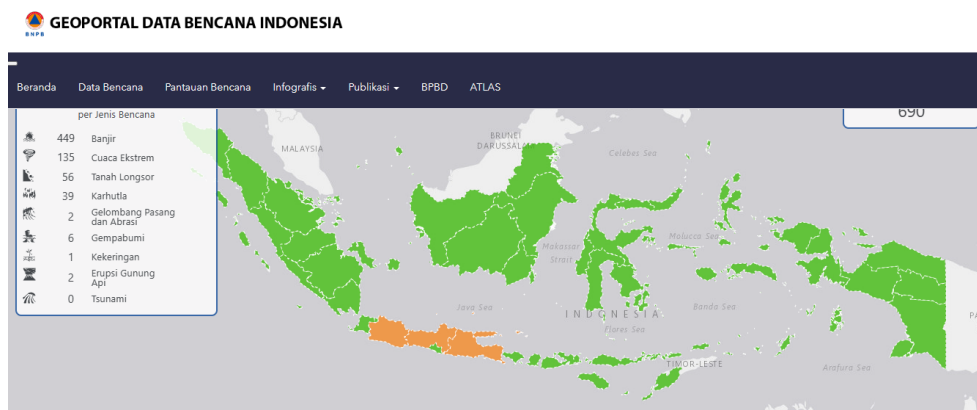 BNPB
GEOPORTAL DATA BENCANA INDONESIA
Beranda Data Bencana Pantauan Bencana Infografis Publikasi BPBD ATLAS
per Jenis Bencana
449 Banjir
135 Cuaca Ekstrem
56 Tanah Longsor
39 Karhutla
2 Gelombang Pasang
dan Abrasi
6 Gempabumi
1 Kekeringan
2 Erupsi Gunung
Api
0 Tsunami
690
MALAYSIA
BRUNEI
DARUSSALAM
Celebes Sea
Makassar
Strait
Molucca Sea
Java Sea
INDONESIA
Banda Sea
Flores Sea
TIMOR-LESTE
Arafura Sea